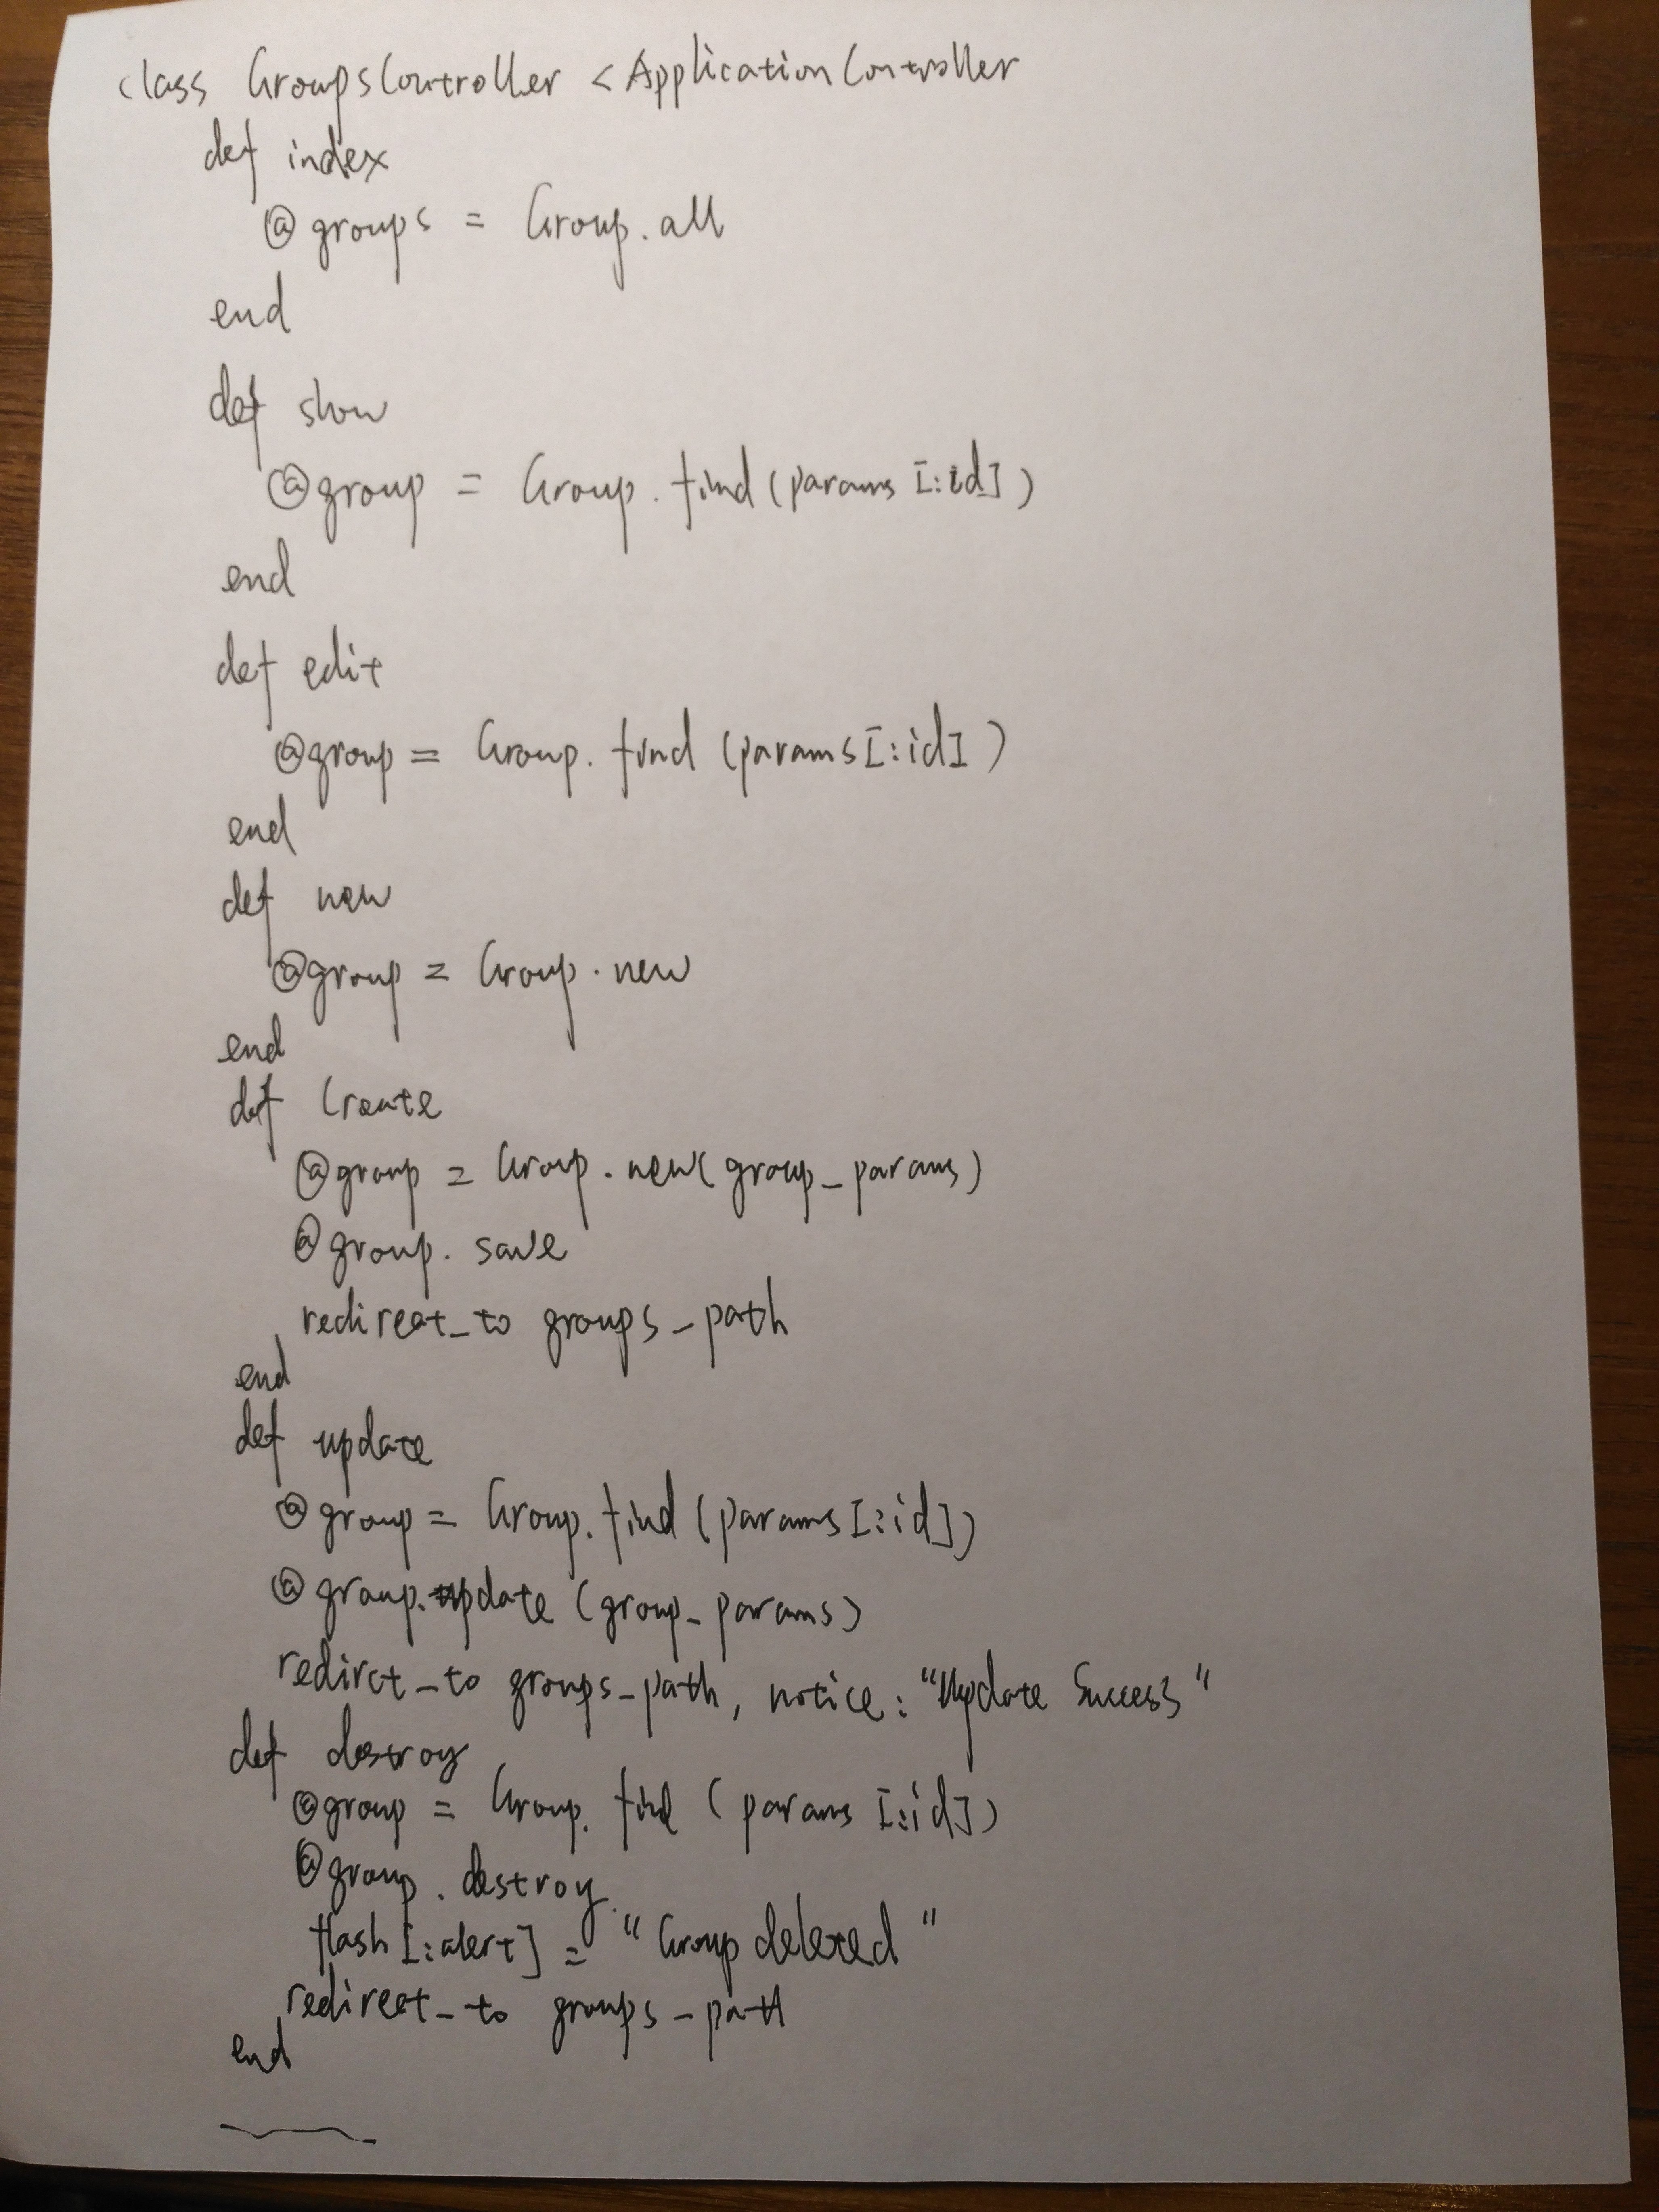 class GroupsController < ApplicationController
def index
@groups = Group.all
end
def show
@group = Group.find(params[:id])
end
def edit
@group = Group.find (params[:id])
end
def new
@group = Group.new
end
def create
@group = Group.new(group_params)
@group.save
redirect_to groups_path
end
def update
@group = Group.find(params[:id])
@group.update (group_params)
redirct_to groups_path, notice: "Update Success"
def destroy
@group = Group.find (params [:id])
@group.destroy
flash[:alert] = "Group deleted"
redirect_to groups_path
end